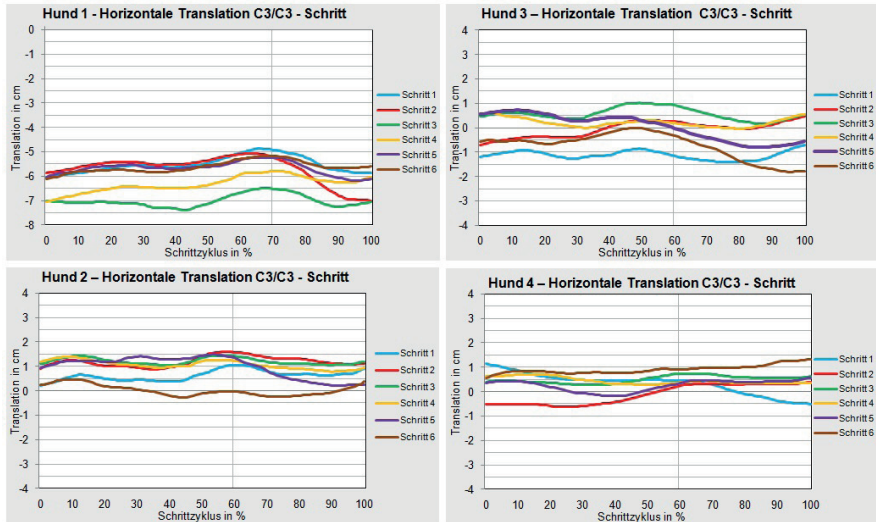 Hund 1 - Horizontale Translation C3/C3 - Schritt
Translation in cm
0
-1
-2
-3
-4
-5
-6
-7
-8
0 10 20 30 40 50 60 70 80 90 100
Schrittzyklus in %
Schritt 1
Schritt 2
Schritt 3
Schritt 4
Schritt 5
Schritt 6
Hund 3 – Horizontale Translation C3/C3 - Schritt
Translation in cm
4
3
2
1
0
-1
-2
-3
-4
0 10 20 30 40 50 60 70 80 90 100
Schrittzyklus in %
Schritt 1
Schritt 2
Schritt 3
Schritt 4
Schritt 5
Schritt 6
Hund 2 – Horizontale Translation C3/C3 - Schritt
Translation in cm
4
3
2
1
0
-1
-2
-3
-4
0 10 20 30 40 50 60 70 80 90 100
Schrittzyklus in %
Schritt 1
Schritt 2
Schritt 3
Schritt 4
Schritt 5
Schritt 6
Hund 4 – Horizontale Translation C3/C3 - Schritt
Translation in cm
4
3
2
1
0
-1
-2
-3
-4
0 10 20 30 40 50 60 70 80 90 100
Schrittzyklus in %
Schritt 1
Schritt 2
Schritt 3
Schritt 4
Schritt 5
Schritt 6